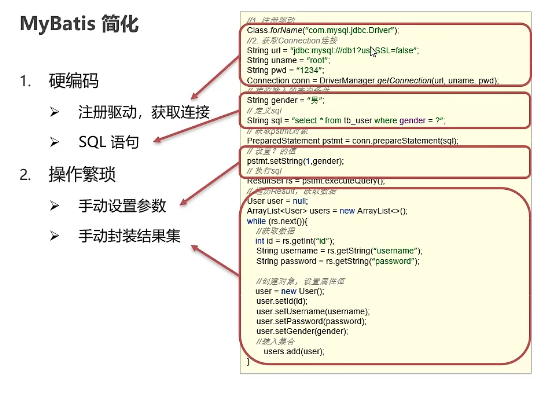 MyBatis 简化
1. 硬编码
➢ 注册驱动，获取连接
➢ SQL 语句
2. 操作繁琐
➢ 手动设置参数
➢ 手动封装结果集
//1. 注册驱动
Class.forName("com.mysql.jdbc.Driver");
//2. 获取Connection连接
String url = "jdbc:mysql:///db1?useSSL=false";
String uname = "root";
String pwd = "1234";
Connection conn = DriverManager.getConnection(url, uname, pwd);
String gender = "男";
// 定义sql
String sql = "select * from tb_user where gender = ?";
// 获取pstmt对象
PreparedStatement pstmt = conn.prepareStatement(sql);
// 设置？的值
pstmt.setString(1,gender);
// 执行sql
ResultSet rs = pstmt.executeQuery();
// 遍历Result，获取数据
User user = null;
ArrayList<User> users = new ArrayList<>();
while (rs.next()){
//获取数据
int id = rs.getInt("id");
String username = rs.getString("username");
String password = rs.getString("password");
//创建对象，设置属性值
user = new User();
user.setId(id);
user.setUsername(username);
user.setPassword(password);
user.setGender(gender);
//装入集合
users.add(user);
}